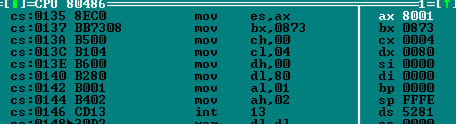 [■]=CPU 80486 1=[↑]
cs:0135 8EC0 mov es,ax ax 8001
cs:0137 BB7308 mov bx,0873 bx 0873
cs:013A B500 mov ch,00 cx 0004
cs:013C B104 mov cl,04 dx 0080
cs:013E B600 mov dh,00 si 0000
cs:0140 B280 mov dl,80 di 0000
cs:0142 B001 mov al,01 bp 0000
cs:0144 B402 mov ah,02 sp FFFE
cs:0146 CD13 int 13 ds 5281